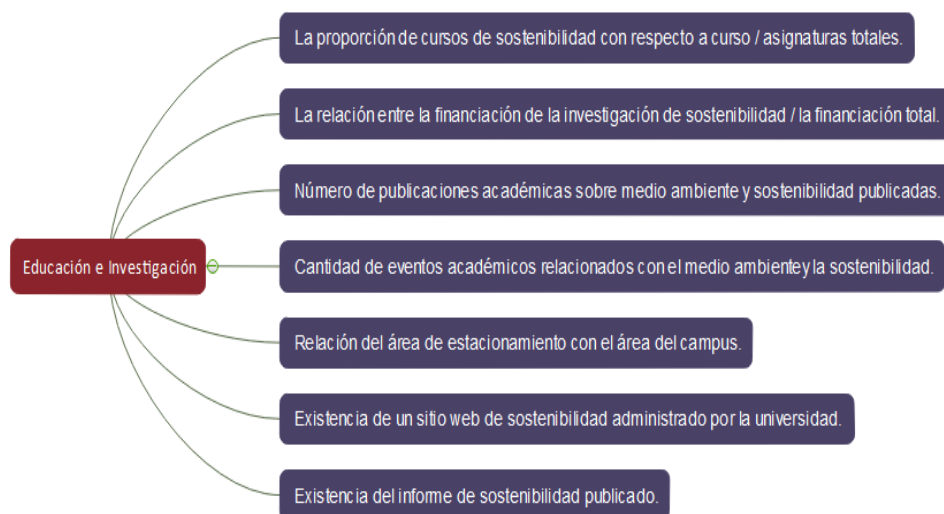 La proporción de cursos de sostenibilidad con respecto a curso / asignaturas totales.
La relación entre la financiación de la investigación de sostenibilidad / la financiación total.
Número de publicaciones académicas sobre medio ambiente y sostenibilidad publicadas.
Educación e Investigación
Cantidad de eventos académicos relacionados con el medio ambientey la sostenibilidad.
Relación del área de estacionamiento con el área del campus.
Existencia de un sitio web de sostenibilidad administrado por la universidad.
Existencia del informe de sostenibilidad publicado.